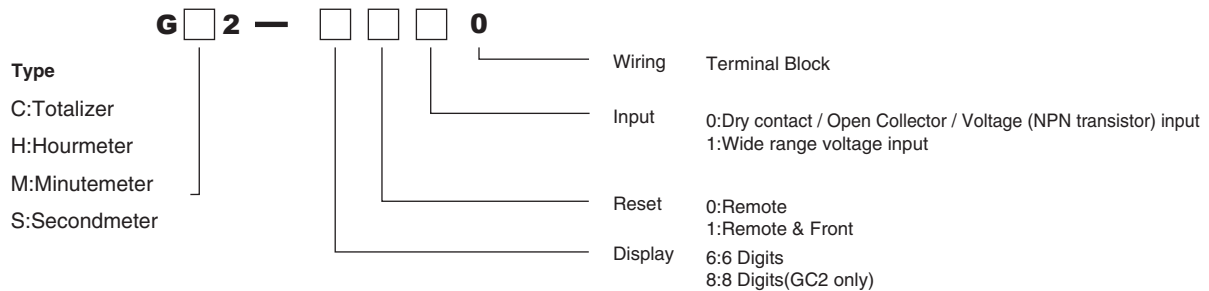 G□2 — □□□0
Type
C:Totalizer
H:Hourmeter
M:Minutemeter
S:Secondmeter
Wiring Terminal Block
Input 0:Dry contact / Open Collector / Voltage (NPN transistor) input
1:Wide range voltage input
Reset 0:Remote
1:Remote & Front
Display 6:6 Digits
8:8 Digits(GC2 only)